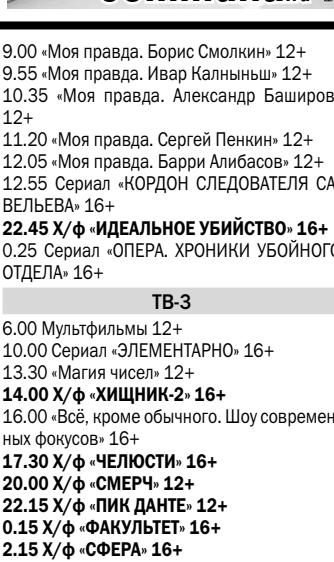 9.00 «Моя правда. Борис Смолкин» 12+
9.55 «Моя правда. Ивар Калныньш» 12+
10.35 «Моя правда. Александр Баширов
12+
11.20 «Моя правда. Сергей Пенкин» 12+
12.05 «Моя правда. Барри Алибасов» 12+
12.55 Сериал «КОРДОН СЛЕДОВАТЕЛЯ СА
ВЕЛЬЕВА» 16+
22.45 Х/ф «ИДЕАЛЬНОЕ УБИЙСТВО» 16+
0.25 Сериал «ОПЕРА. ХРОНИКИ УБОЙНОГО
ОТДЕЛА» 16+
ТВ-3
6.00 Мультфильмы 12+
10.00 Сериал «ЭЛЕМЕНТАРНО» 16+
13.30 «Магия чисел» 12+
14.00 Х/ф «ХИЩНИК-2» 16+
16.00 «Всё, кроме обычного. Шоу современ
ных фокусов» 16+
17.30 Х/ф «ЧЕЛЮСТИ» 16+
20.00 Х/ф «СМЕРЧ» 12+
22.15 Х/ф «ПИК ДАНТЕ» 12+
0.15 Х/ф «ФАКУЛЬТЕТ» 16+
2.15 Х/ф «СФЕРА» 16+